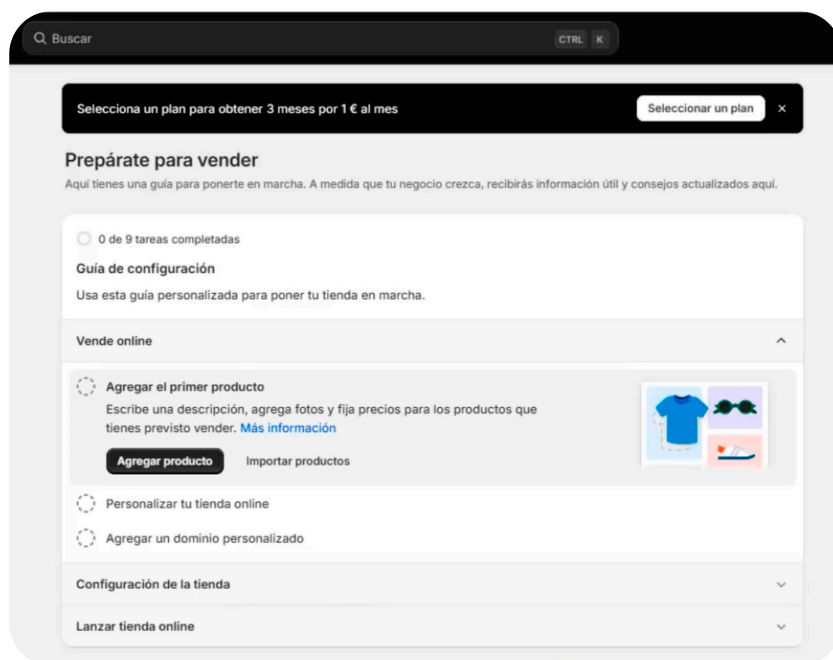 Buscar
CTRL K
Selecciona un plan para obtener 3 meses por 1 € al mes
Seleccionar un plan
Prepárate para vender
Aquí tienes una guía para ponerte en marcha. A medida que tu negocio crezca, recibirás información útil y consejos actualizados aquí.
0 de 9 tareas completadas
Guía de configuración
Usa esta guía personalizada para poner tu tienda en marcha.
Vende online
Agregar el primer producto
Escribe una descripción, agrega fotos y fija precios para los productos que
tienes previsto vender. Más información
Agregar producto
Importar productos
Personalizar tu tienda online
Agregar un dominio personalizado
Configuración de la tienda
Lanzar tienda online